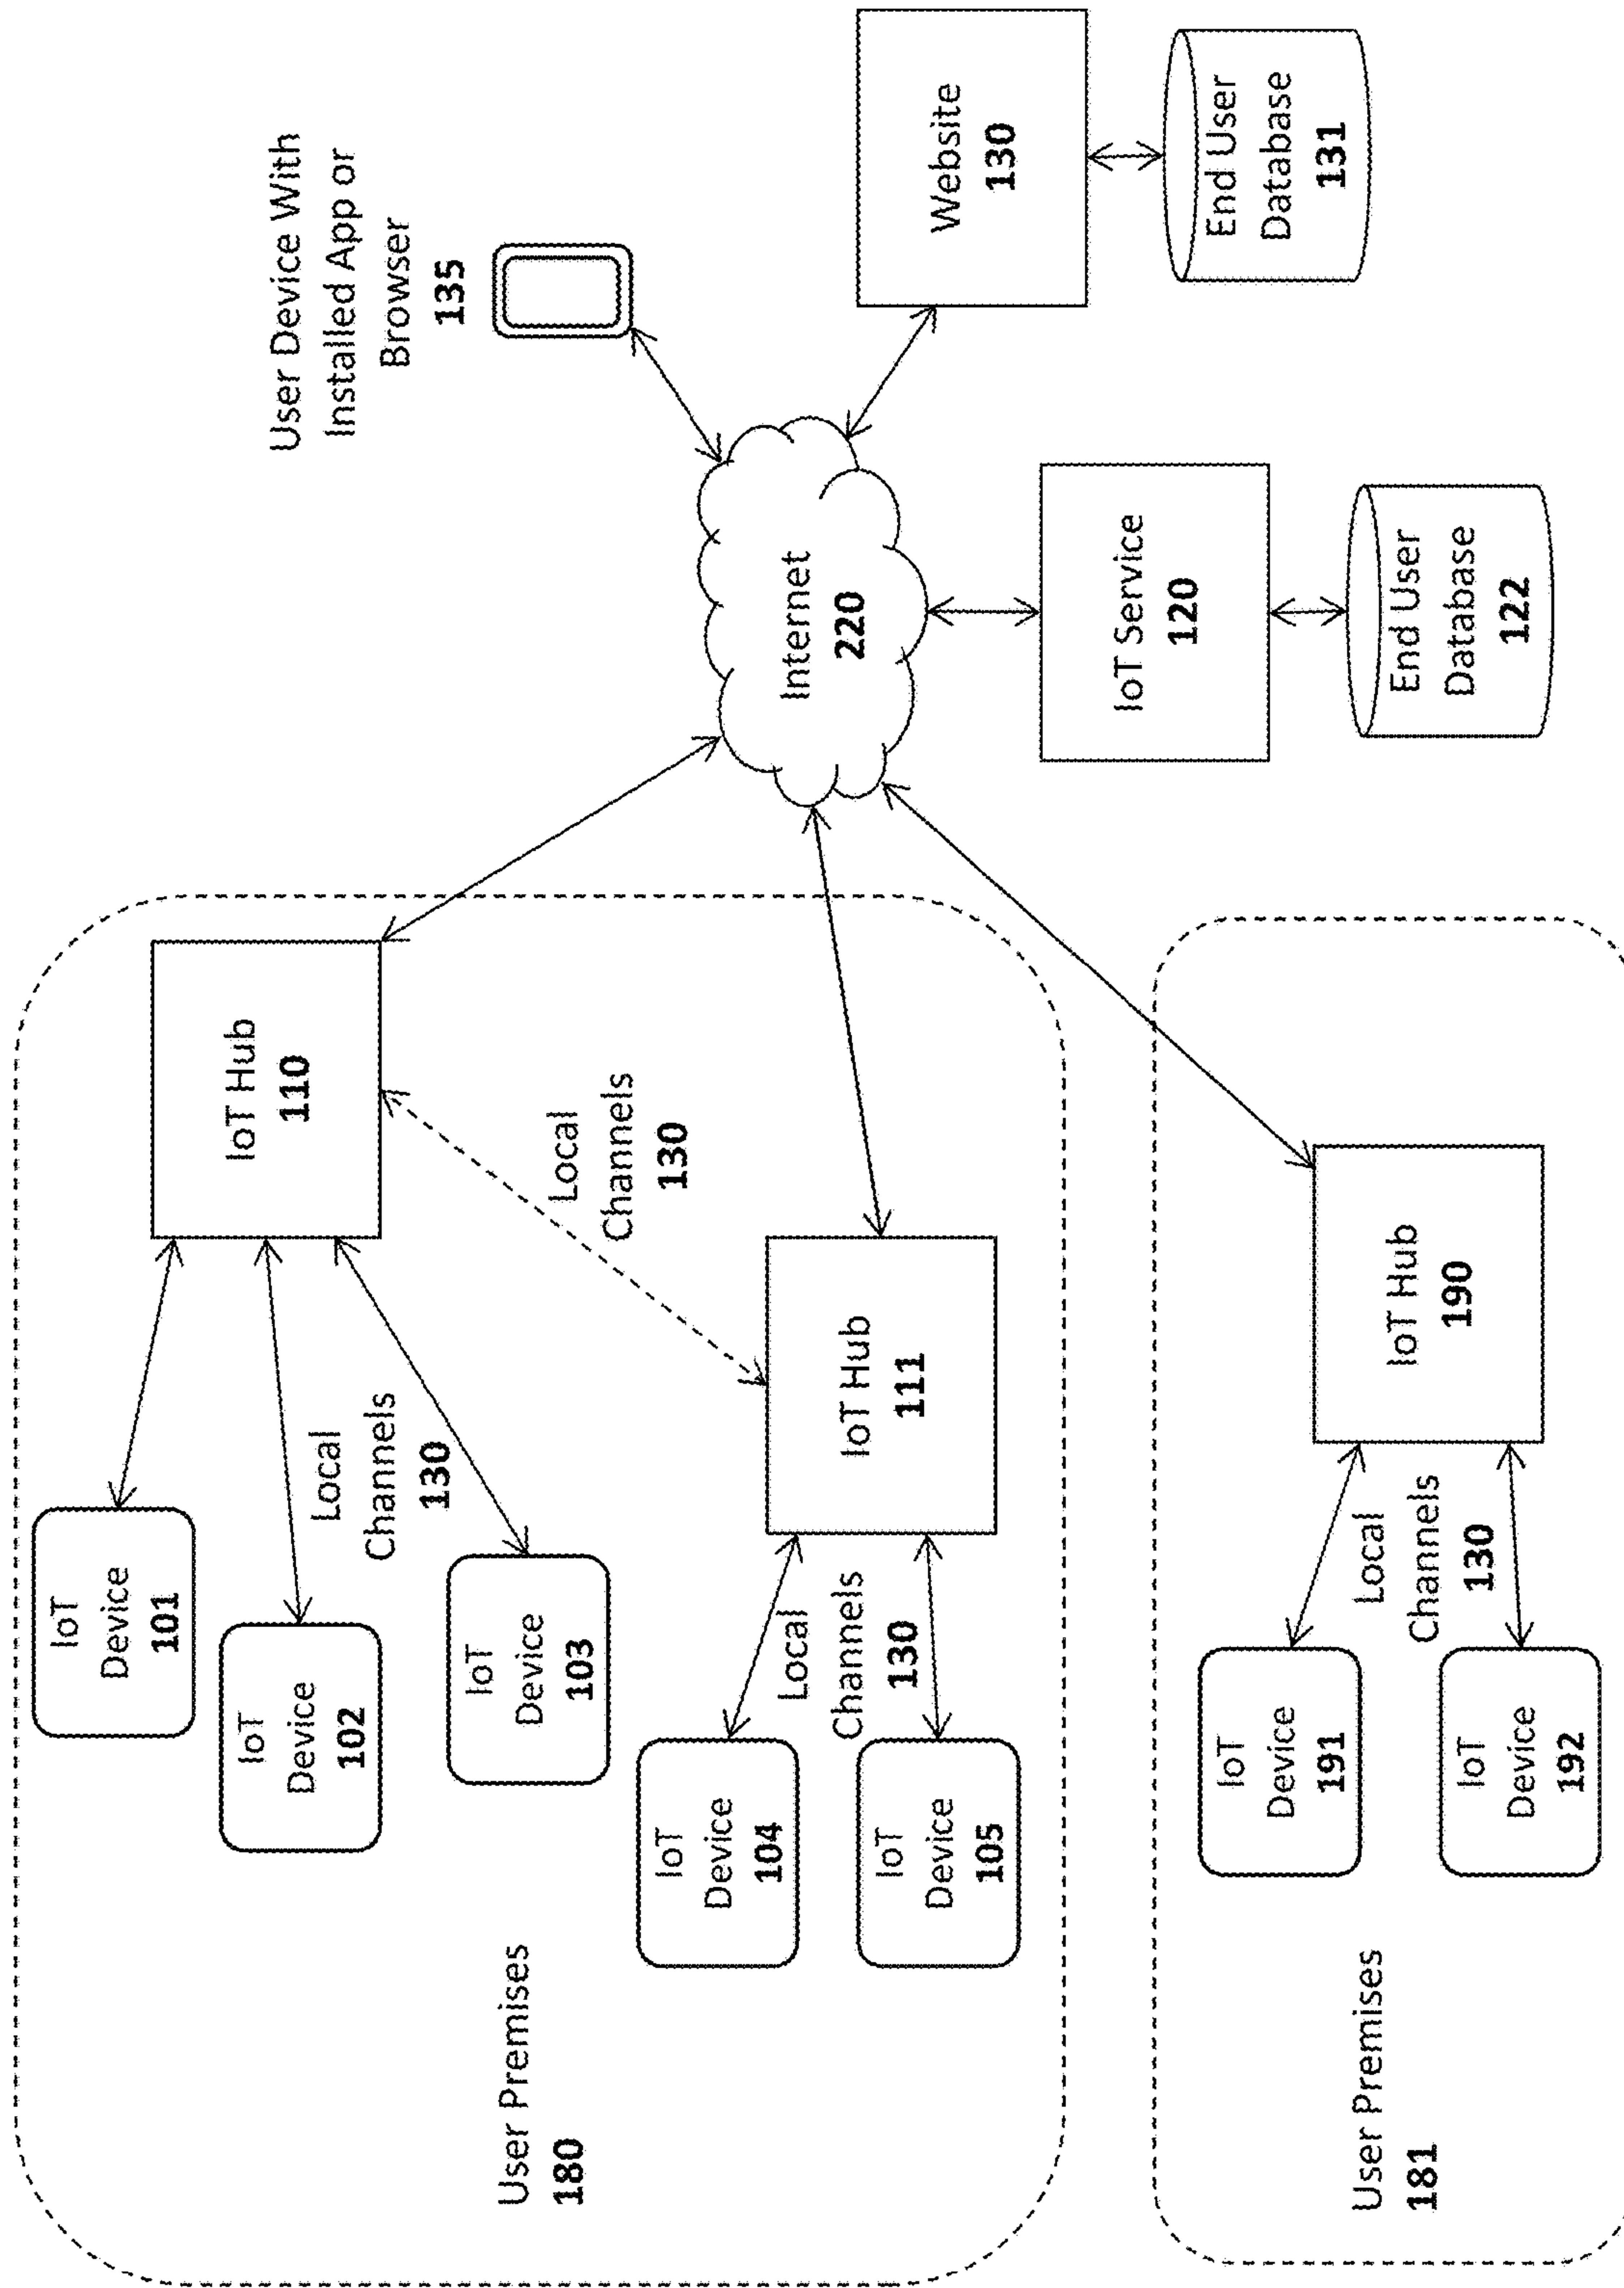 IoT
Device
101
IoT
Device
102
IoT
Device
103
Local
Channels
130
IoT Hub
110
User Premises
180
Local
Channels
130
IoT
Device
104
IoT
Device
105
Local
Channels
130
IoT Hub
111
User Device With
Installed App or
Browser
135
Internet
220
Website
130
End User
Database
131
IoT Service
120
End User
Database
122
User Premises
181
IoT
Device
191
IoT
Device
192
Local
Channels
130
IoT Hub
190